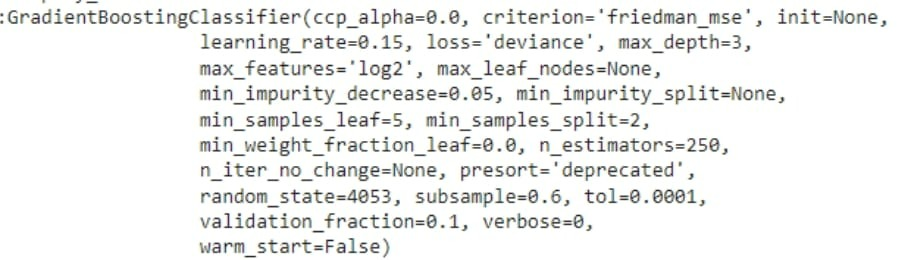 :GradientBoostingClassifier(ccp_alpha=0.0, criterion='friedman_mse', init=None,
learning_rate=0.15, loss='deviance', max_depth=3,
max_features='log2', max_leaf_nodes=None,
min_impurity_decrease=0.05, min_impurity_split=None,
min_samples_leaf=5, min_samples_split=2,
min_weight_fraction_leaf=0.0, n_estimators=250,
n_iter_no_change=None, presort='deprecated',
random_state=4053, subsample=0.6, tol=0.0001,
validation_fraction=0.1, verbose=0,
warm_start=False)